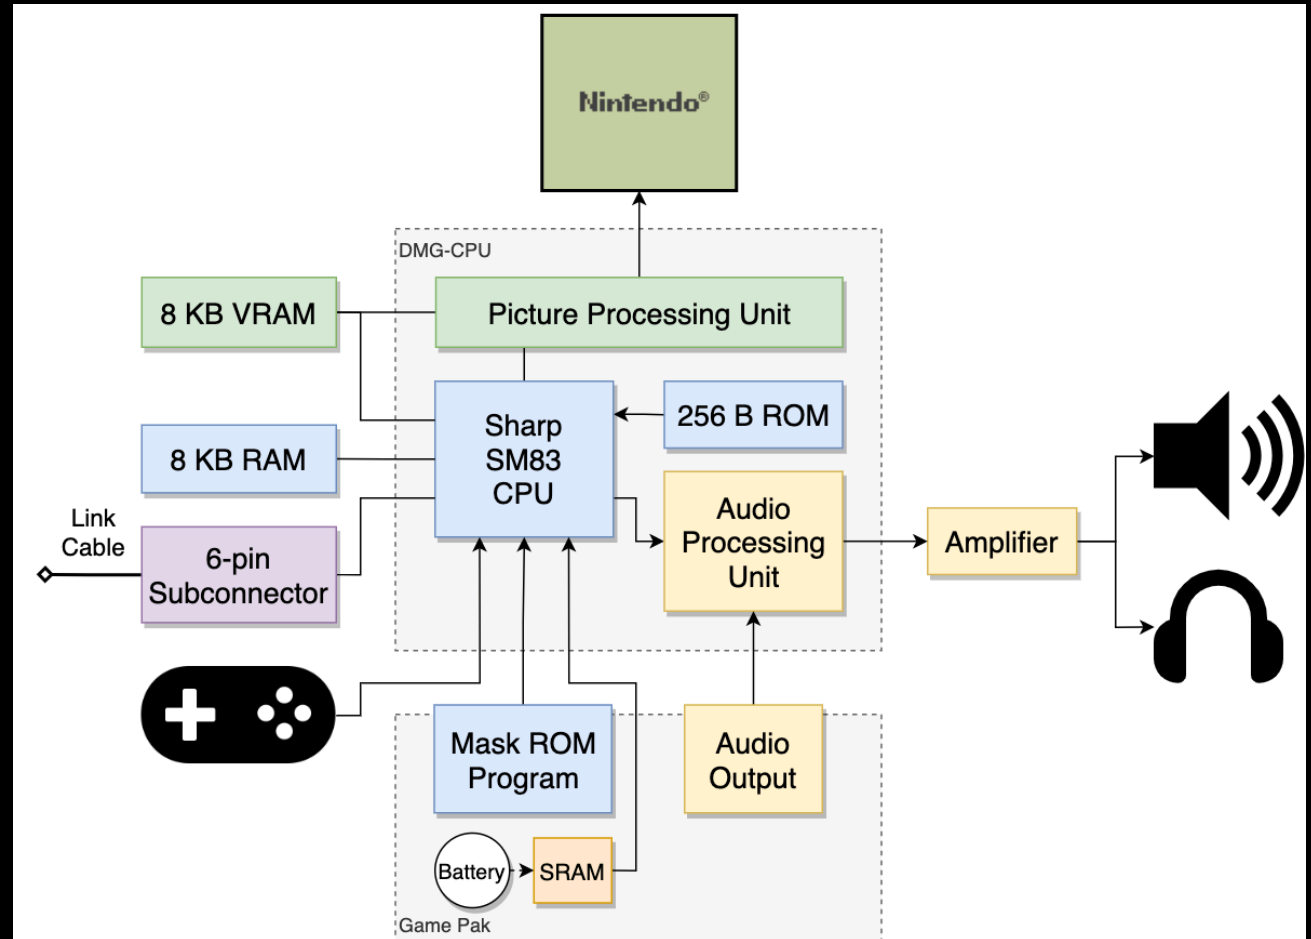 Nintendo®
DMG-CPU
8 KB VRAM
Picture Processing Unit
Sharp
SM83
CPU
256 B ROM
8 KB RAM
Link
Cable
6-pin
Subconnector
Audio
Processing
Unit
Amplifier
Mask ROM
Program
Audio
Output
Battery
SRAM
Game Pak